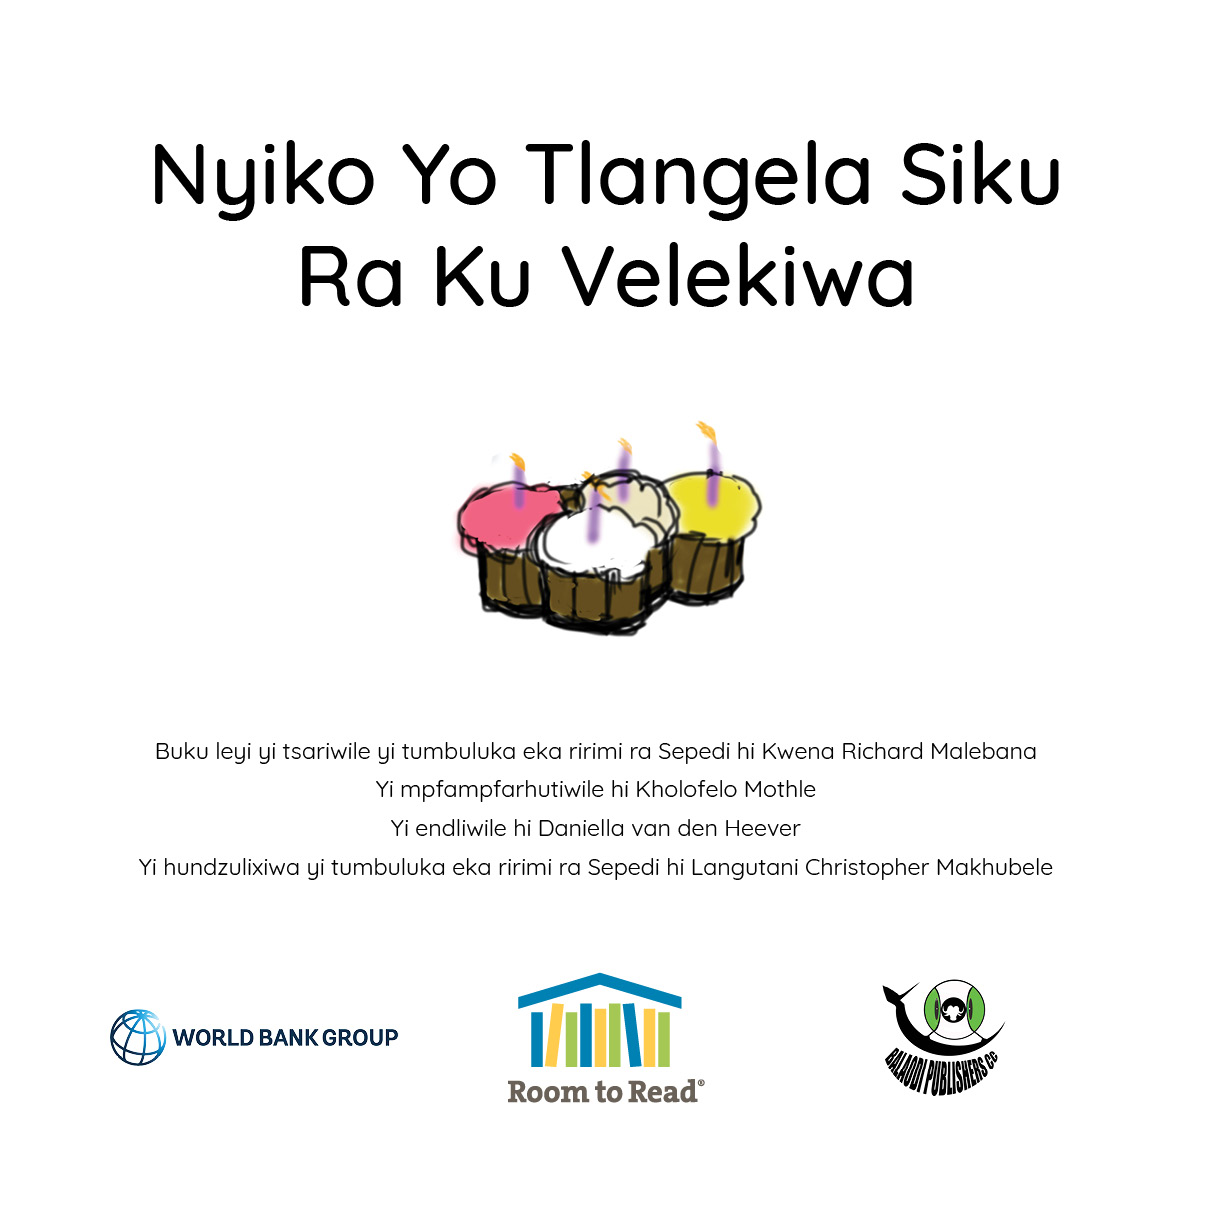 Nyiko Yo Tlangela Siku
Ra Ku Velekiwa
Buku leyi yi tsariwile yi tumbuluka eka ririmi ra Sepedi hi Kwena Richard Malebana
Yi mpfampfarhutiwile hi Kholofelo Mothle
Yi endliwile hi Daniella van den Heever
Yi hundzulixiwa yi tumbuluka eka ririmi ra Sepedi hi Langutani Christopher Makhubele
WORLD BANK GROUP
Room to Read®
BALAODI PUBLISHERS CC